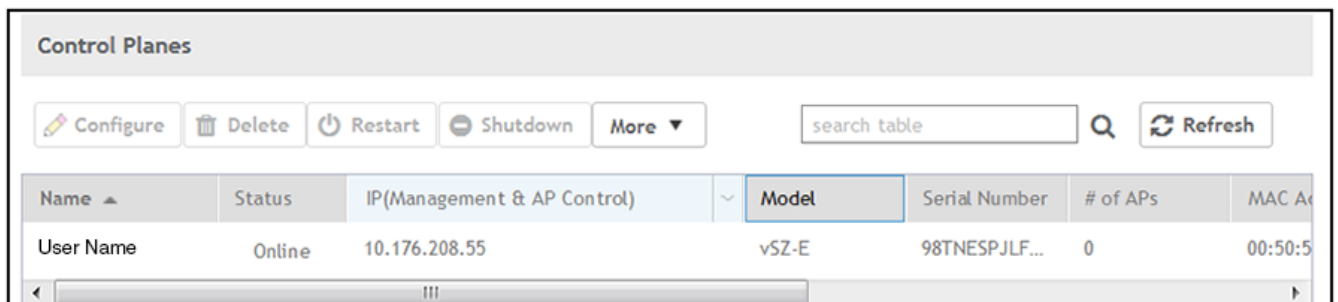 Control Planes
Configure Delete Restart Shutdown More ▼ search table Refresh
Name ▲ Status IP(Management & AP Control) Model Serial Number # of APs MAC A
User Name Online 10.176.208.55 vSZ-E 98TNESPJLF... 0 00:50:5